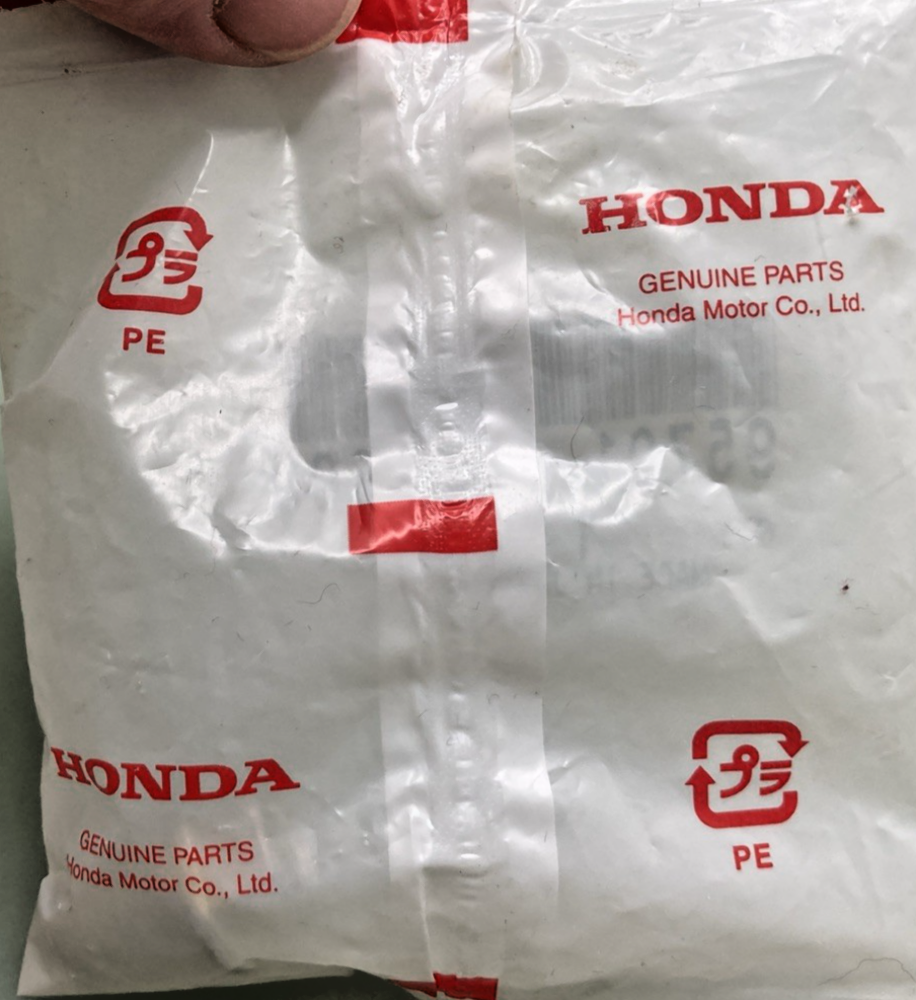 HONDA
GENUINE PARTS
Honda Motor Co., Ltd.
プラ
PE
HONDA
GENUINE PARTS
Honda Motor Co., Ltd.
プラ
PE